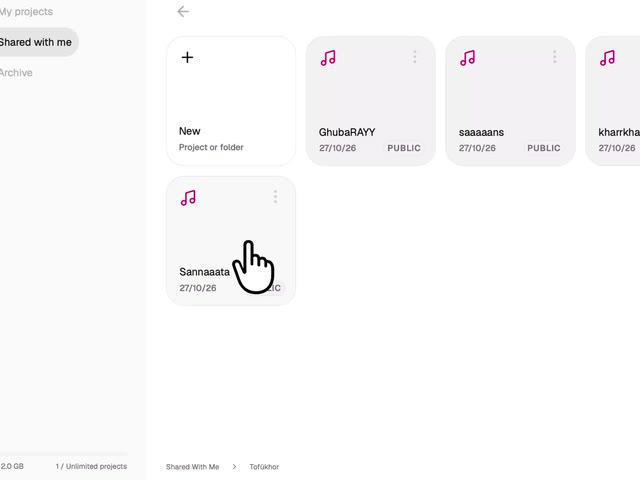 My projects
Shared with me
Archive
New
Project or folder
GhubaRAYY
27/10/26
PUBLIC
saaaaans
27/10/26
PUBLIC
kharrkha
27/10/26
Sannaaata
27/10/26
2.0 GB
1 / Unlimited projects
Shared With Me
Tofükhor